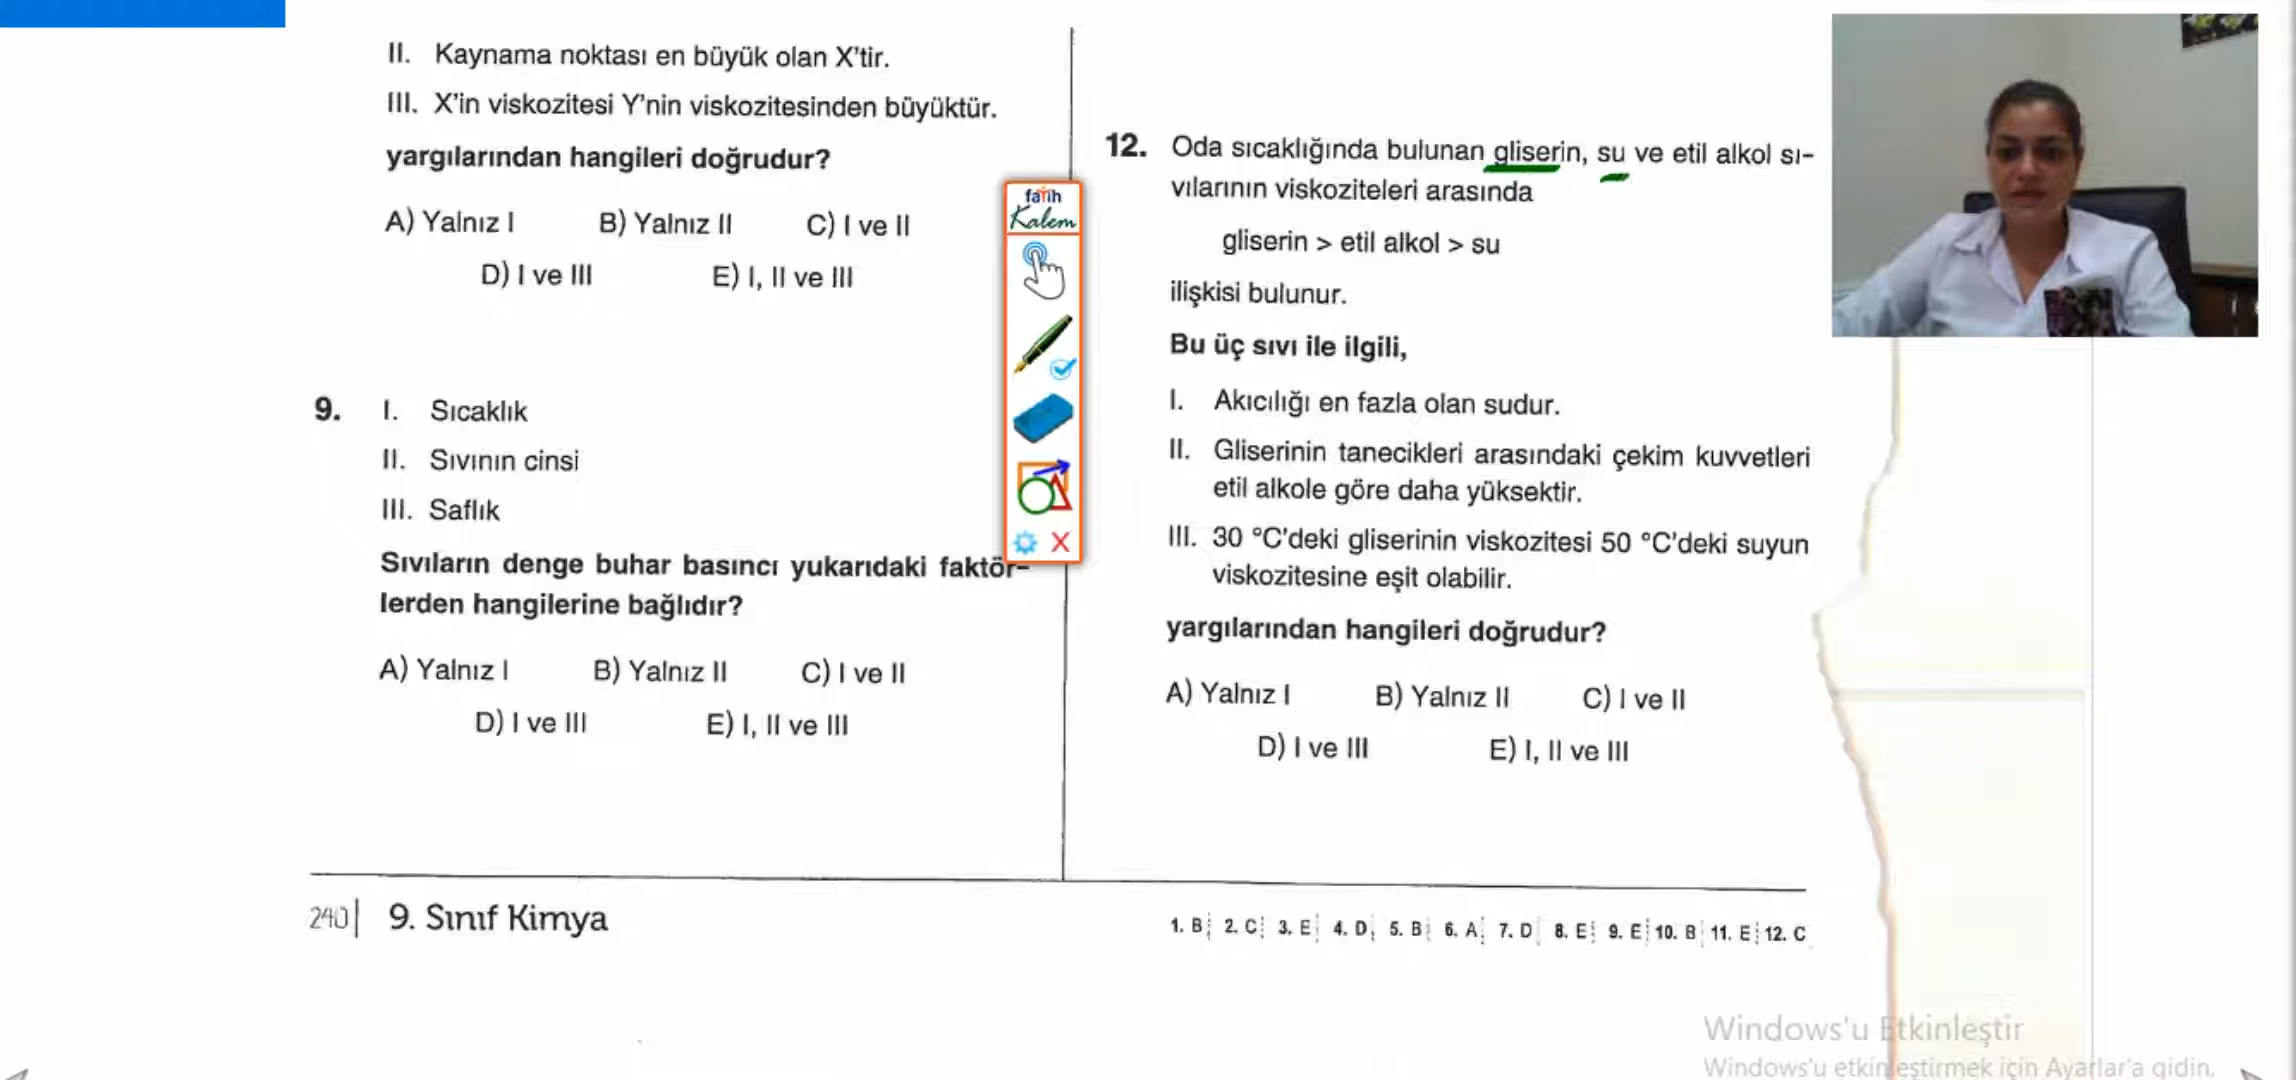 II. Kaynama noktası en büyük olan X'tir.
III. X'in viskozitesi Y'nin viskozitesinden büyüktür.
yargılarından hangileri doğrudur?
A) Yalnız I B) Yalnız II C) I ve II
D) I ve III E) I, II ve III
9. I. Sıcaklık
II. Sıvının cinsi
III. Saflık
Sıvıların denge buhar basıncı yukarıdaki faktör-
lerden hangilerine bağlıdır?
A) Yalnız I B) Yalnız II C) I ve II
D) I ve III E) I, II ve III
fatih
Kalem
12. Oda sıcaklığında bulunan gliserin, su ve etil alkol sı-
vılarının viskoziteleri arasında
gliserin > etil alkol > su
ilişkisi bulunur.
Bu üç sıvı ile ilgili,
I. Akıcılığı en fazla olan sudur.
II. Gliserinin tanecikleri arasındaki çekim kuvvetleri
etil alkole göre daha yüksektir.
III. 30 °C'deki gliserinin viskozitesi 50 °C'deki suyun
viskozitesine eşit olabilir.
yargılarından hangileri doğrudur?
A) Yalnız I B) Yalnız II C) I ve II
D) I ve III E) I, II ve III
240 9. Sınıf Kimya
1. B 2. C 3. E 4. D 5. B 6. A 7. D 8. E 9. E 10. B 11. E 12. C
Windows'u Etkinleştir
Windows'u etkinleştirmek için Ayarlar'a gidin.